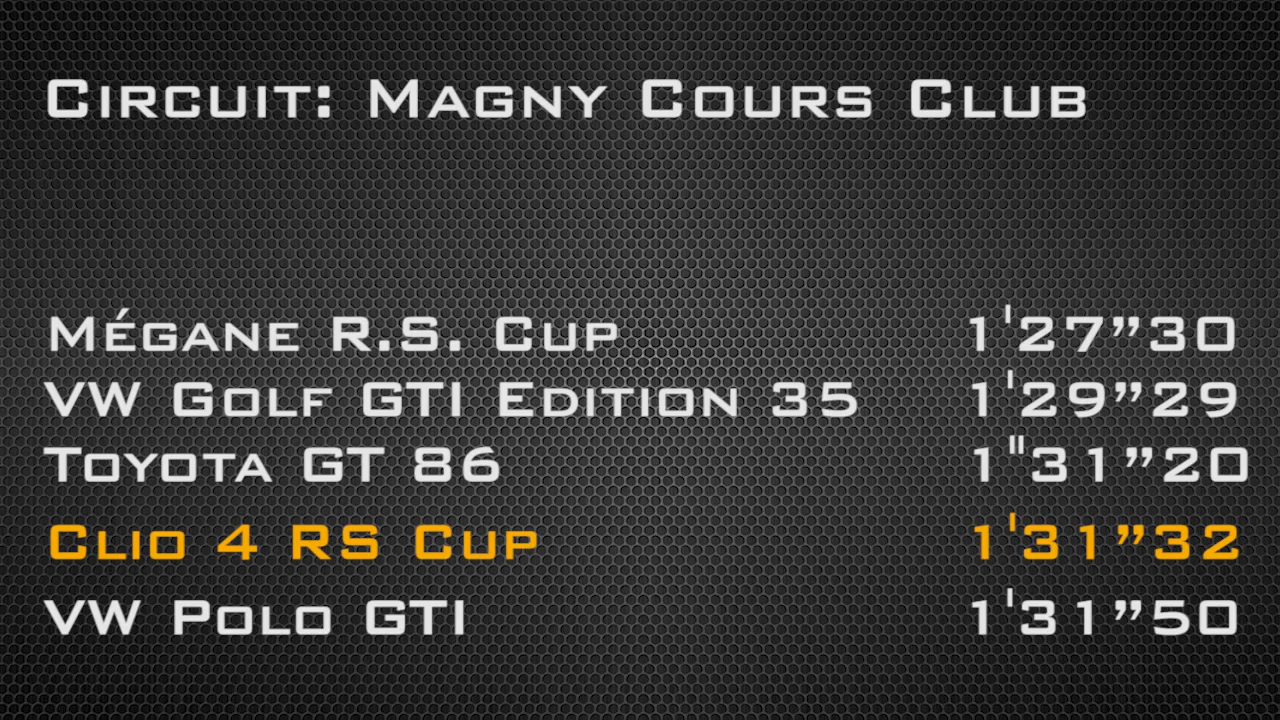 Circuit: Magny Cours Club
Mégane R.S. Cup 1'27”30
VW Golf GTI Edition 35 1'29”29
Toyota GT 86 1"31”20
Clio 4 RS Cup 1'31”32
VW Polo GTI 1'31”50